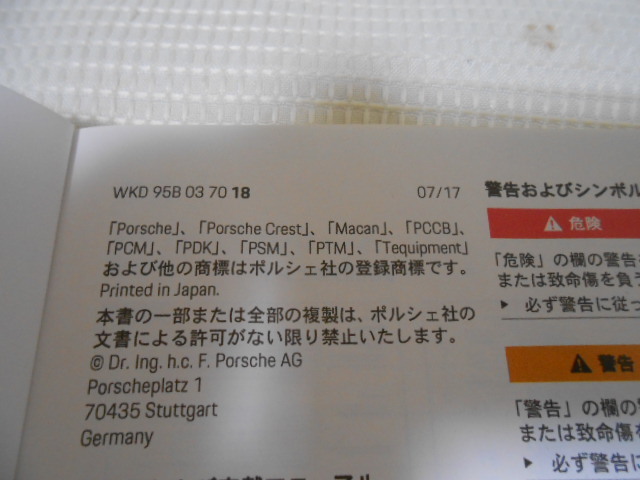 WKD 95B 03 70 18 07/17
「Porsche」、「Porsche Crest」、「Macan」、「PCCB」、
「PCM」、「PDK」、「PSM」、「PTM」、「Tequipment」
および他の商標はポルシェ社の登録商標です。
Printed in Japan.
本書の一部または全部の複製は、ポルシェ社の
文書による許可がない限り禁止いたします。
© Dr. Ing. h.c. F. Porsche AG
Porscheplatz 1
70435 Stuttgart
Germany
警告およびシンボル
危険
「危険」の欄の警告
または致命傷を負
必ず警告に従っ
警告
「警告」の欄の
または致命傷を
必ず警告に